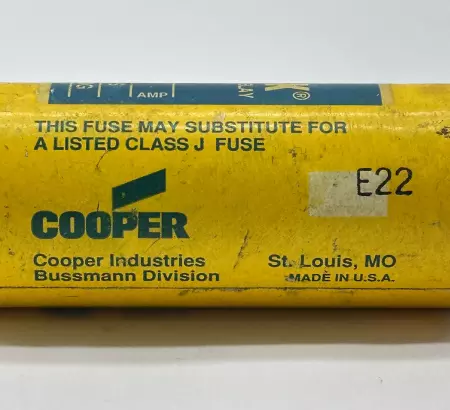 AMP
K®
ELAY
THIS FUSE MAY SUBSTITUTE FOR
A LISTED CLASS J FUSE
E22
COOPER
Cooper Industries
Bussmann Division
St. Louis, MO
MADE IN U.S.A.